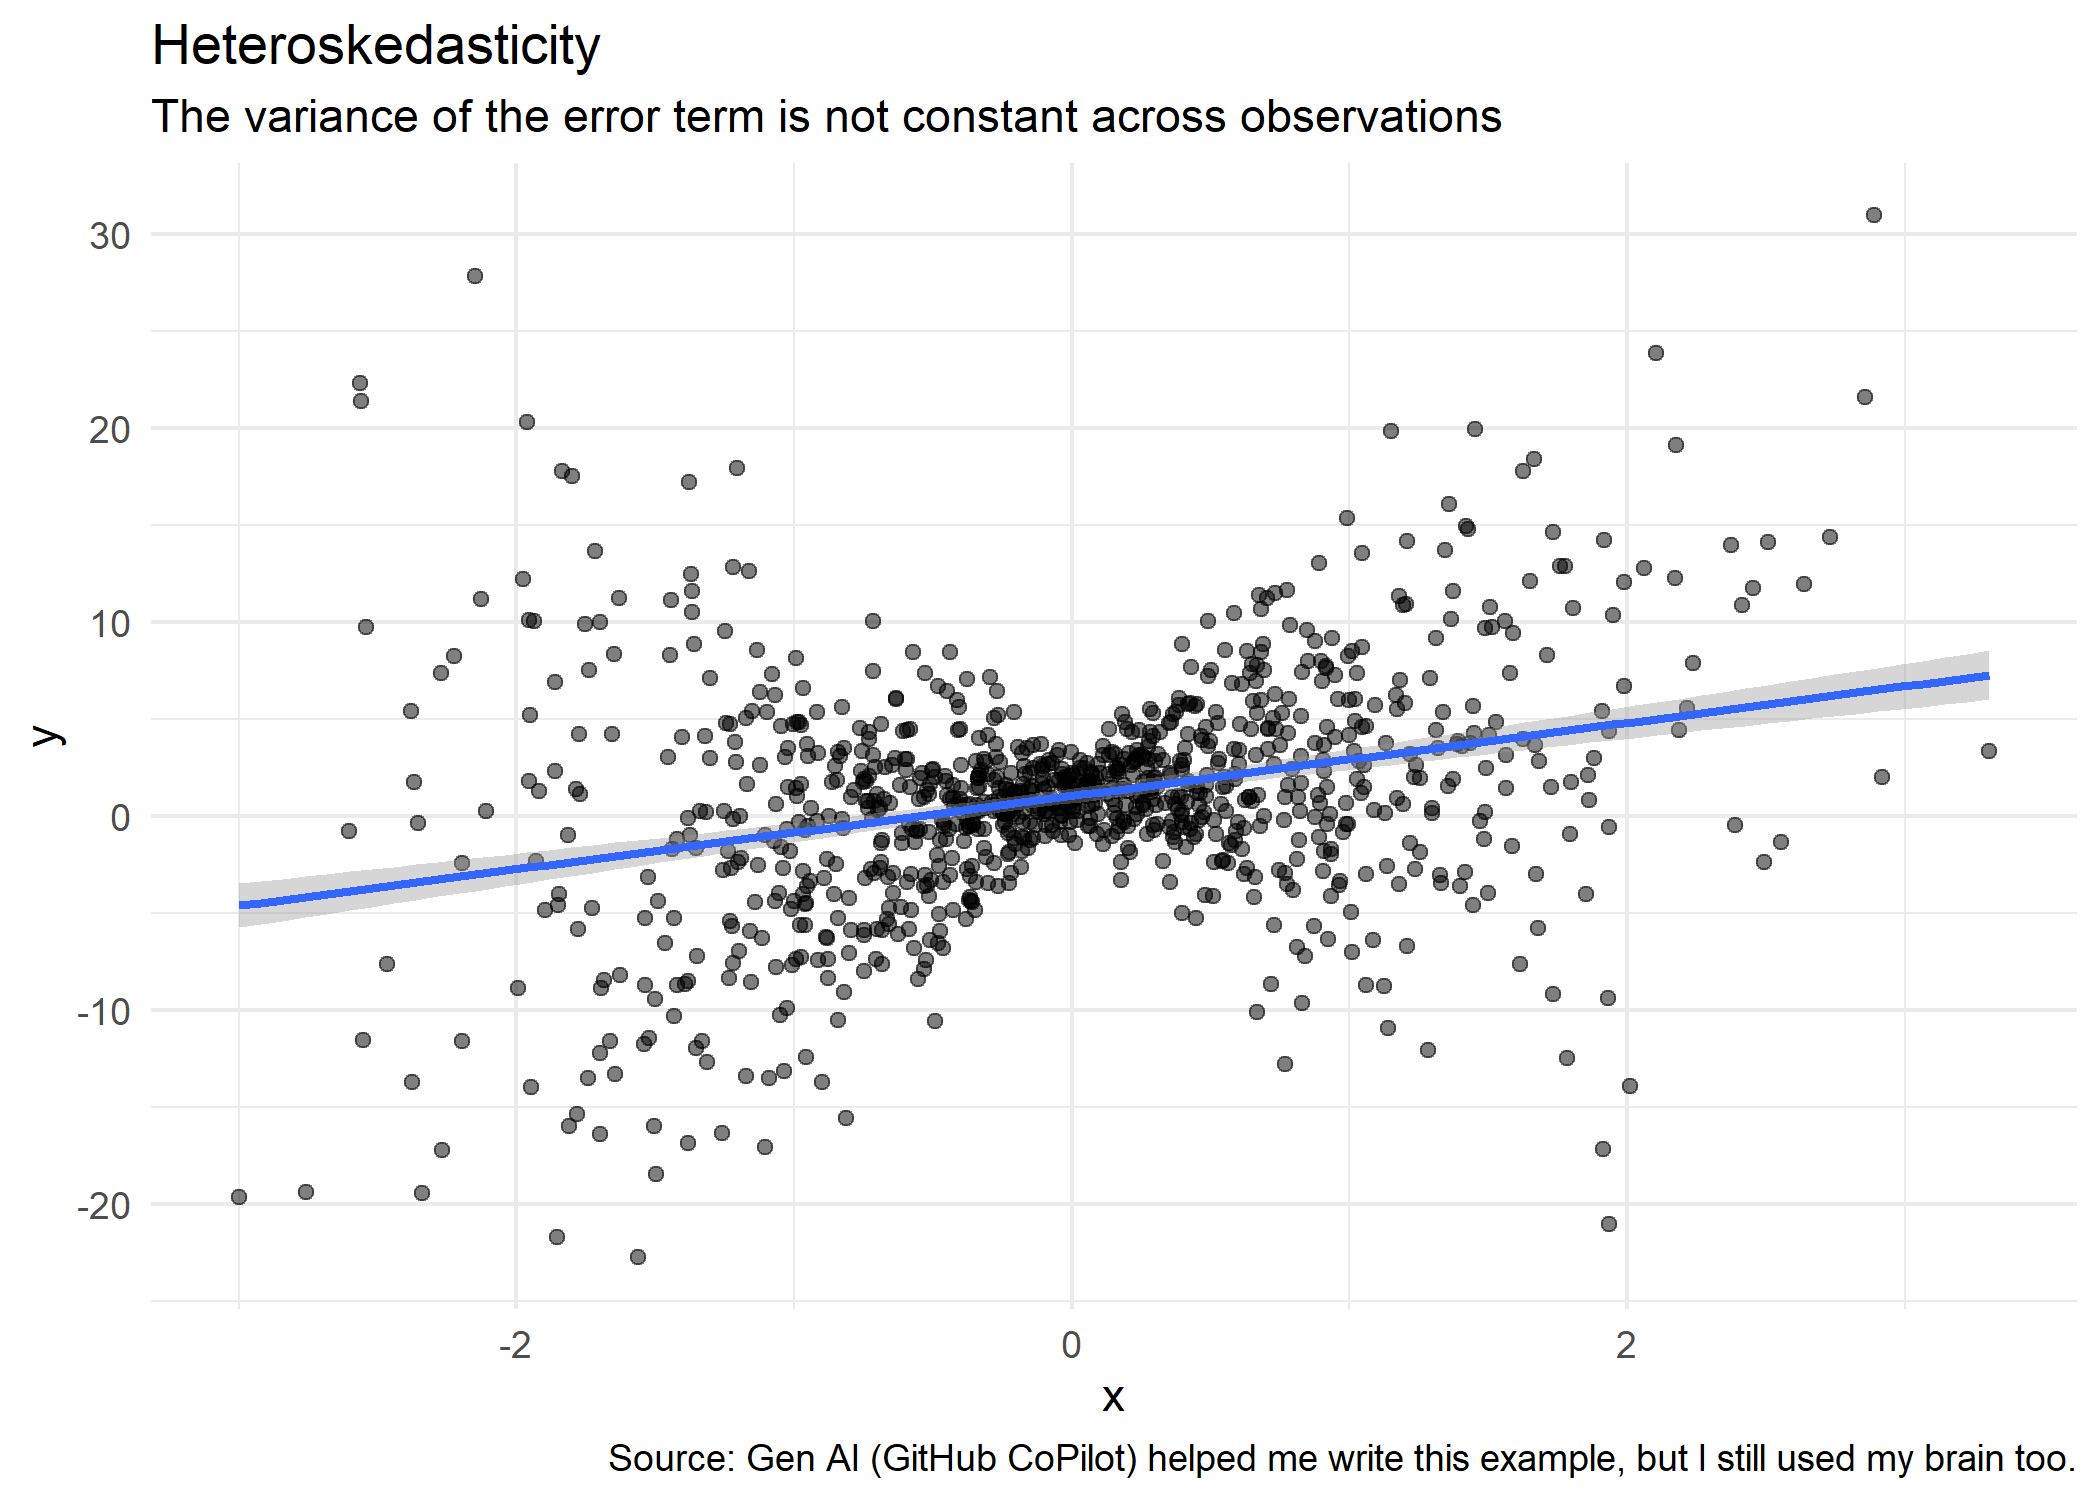 Heteroskedasticity
The variance of the error term is not constant across observations
30
20
10
0
-10
-20
y
-2 0 2
x
Source: Gen AI (GitHub CoPilot) helped me write this example, but I still used my brain too.